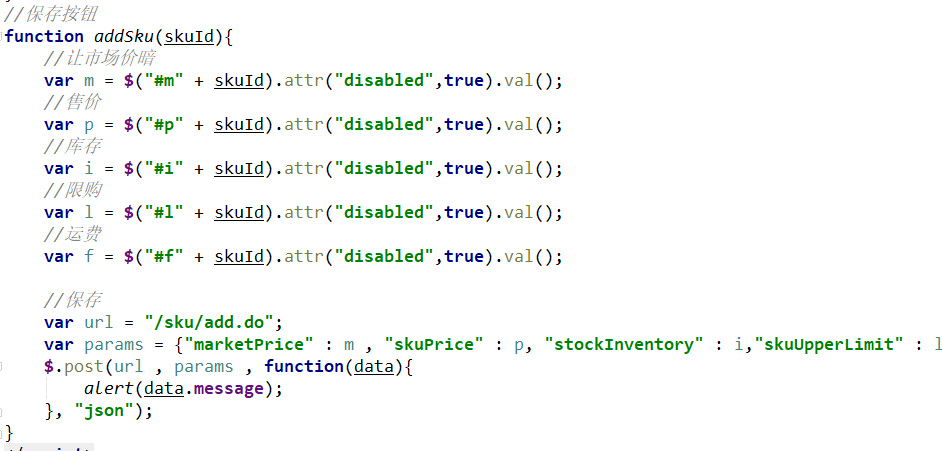 //保存按钮
function addSku(skuId){
//让市场价暗
var m = $("#m" + skuId).attr("disabled",true).val();
//售价
var p = $("#p" + skuId).attr("disabled",true).val();
//库存
var i = $("#i" + skuId).attr("disabled",true).val();
//限购
var l = $("#l" + skuId).attr("disabled",true).val();
//运费
var f = $("#f" + skuId).attr("disabled",true).val();
//保存
var url = "/sku/add.do";
var params = {"marketPrice" : m , "skuPrice" : p, "stockInventory" : i,"skuUpperLimit" : l
$.post(url , params , function(data){
alert(data.message);
}, "json");
}